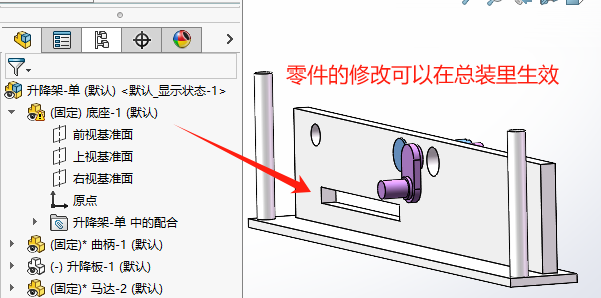 升降架-单 (默认) <默认_显示状态-1>
(固定) 底座-1 (默认)
前视基准面
上视基准面
右视基准面
原点
升降架-单 中的配合
(固定)* 曲柄-1 (默认)
(-) 升降板-1 (默认)
(固定)* 马达-2 (默认)
零件的修改可以在总装里生效